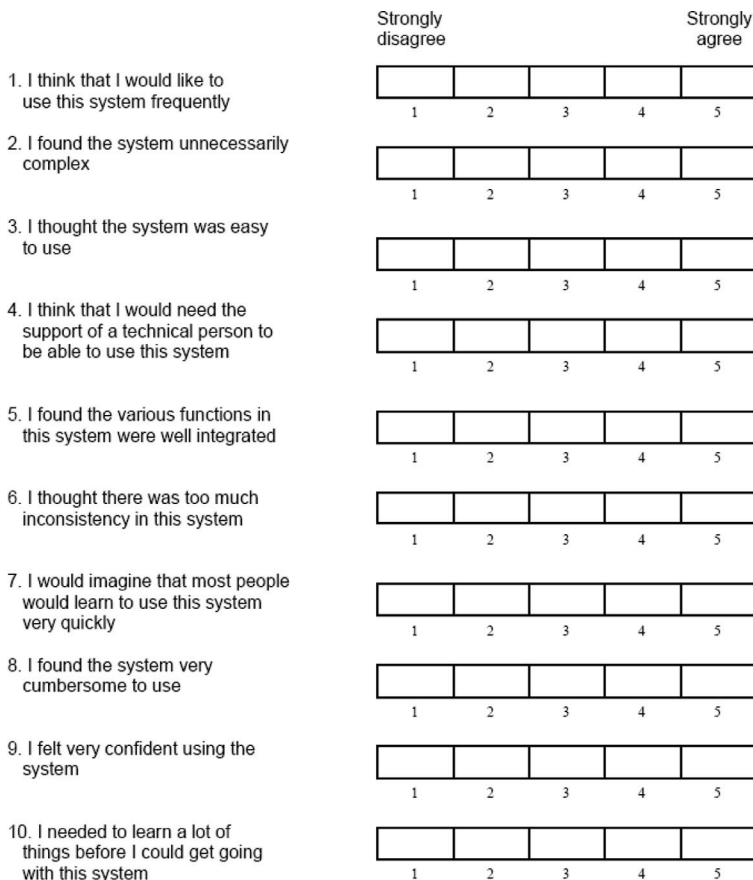 Strongly disagree
Strongly agree
1. I think that I would like to
use this system frequently
1 2 3 4 5
2. I found the system unnecessarily
complex
1 2 3 4 5
3. I thought the system was easy
to use
1 2 3 4 5
4. I think that I would need the
support of a technical person to
be able to use this system
1 2 3 4 5
5. I found the various functions in
this system were well integrated
1 2 3 4 5
6. I thought there was too much
inconsistency in this system
1 2 3 4 5
7. I would imagine that most people
would learn to use this system
very quickly
1 2 3 4 5
8. I found the system very
cumbersome to use
1 2 3 4 5
9. I felt very confident using the
system
1 2 3 4 5
10. I needed to learn a lot of
things before I could get going
with this system
1 2 3 4 5